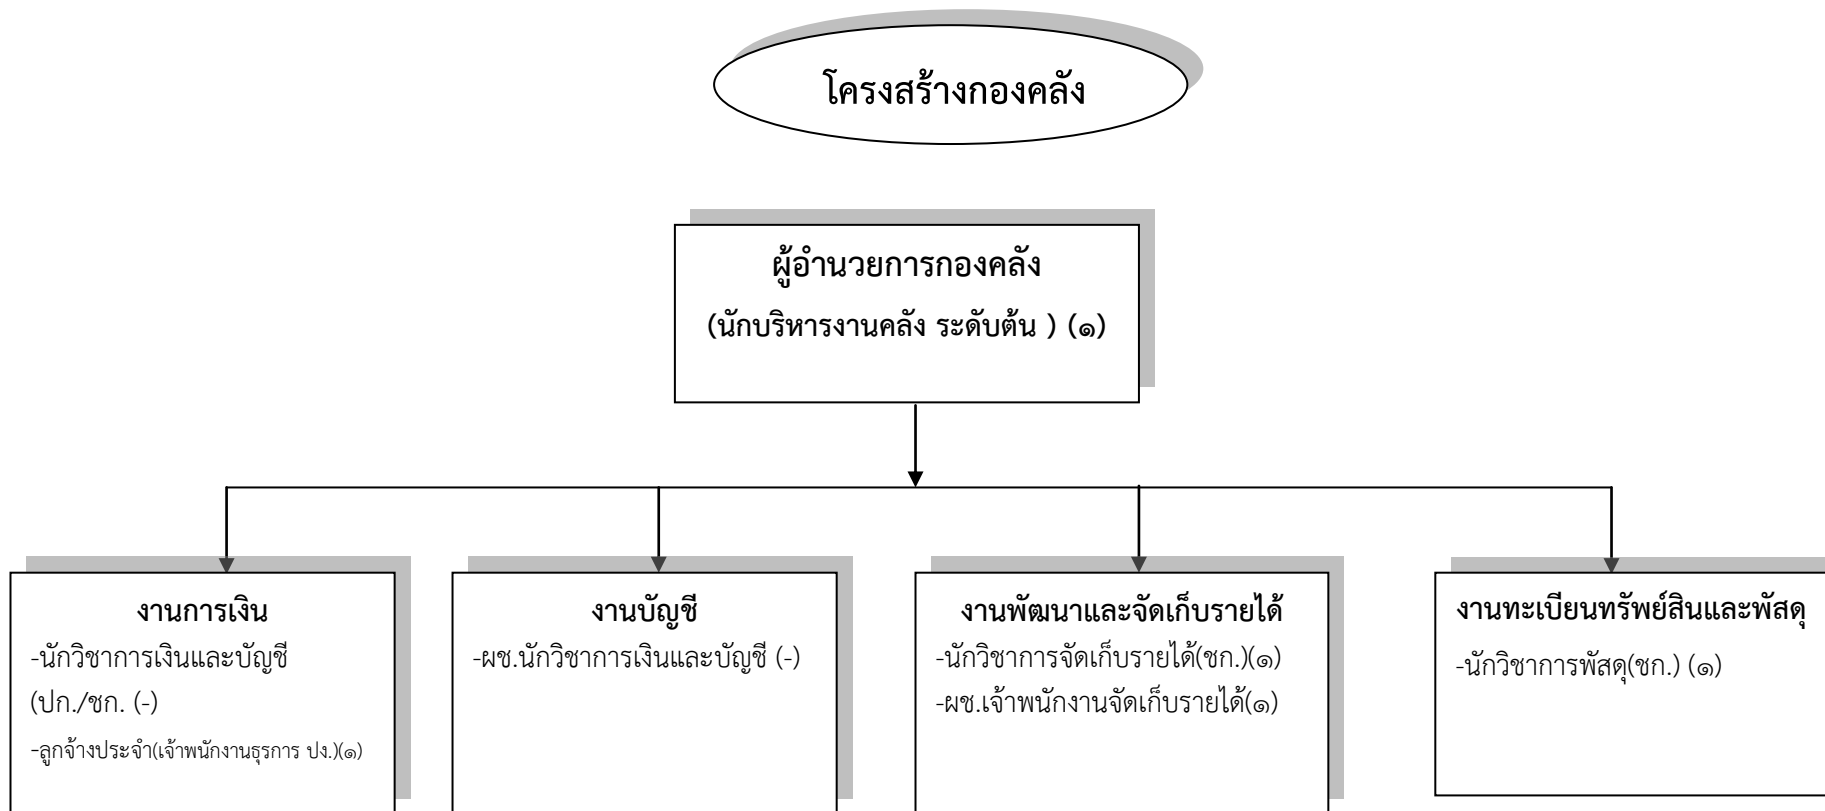 โครงสร้างกองคลัง
ผู้อำนวยการกองคลัง
(นักบริหารงานคลัง ระดับต้น ) (๑)
งานการเงิน
-นักวิชาการเงินและบัญชี
(ปก./ชก. (-)
-ลูกจ้างประจำ(เจ้าพนักงานธุรการ ปง.)(๑)
งานบัญชี
-ผช.นักวิชาการเงินและบัญชี (-)
งานพัฒนาและจัดเก็บรายได้
-นักวิชาการจัดเก็บรายได้(ชก.)(๑)
-ผช.เจ้าพนักงานจัดเก็บรายได้(๑)
งานทะเบียนทรัพย์สินและพัสดุ
-นักวิชาการพัสดุ(ชก.) (๑)